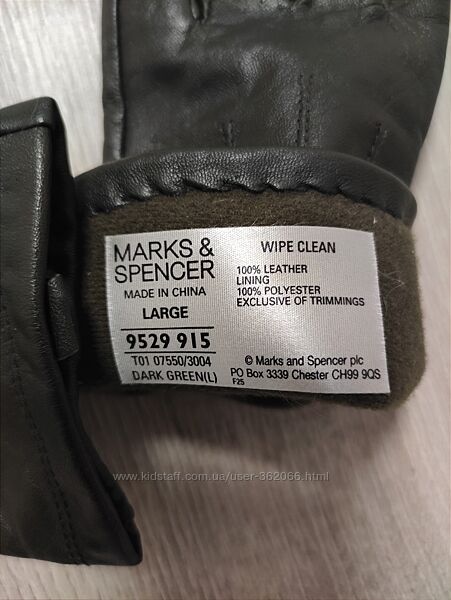 MARKS &
SPENCER
MADE IN CHINA
LARGE
9529 915
T01 07550/3004
DARK GREEN(L)
WIPE CLEAN
100% LEATHER
LINING
100% POLYESTER
EXCLUSIVE OF TRIMMINGS
© Marks and Spencer plc
PO Box 3339 Chester CH99 9QS
F25
www.kidstaff.com.ua/user-362066.html